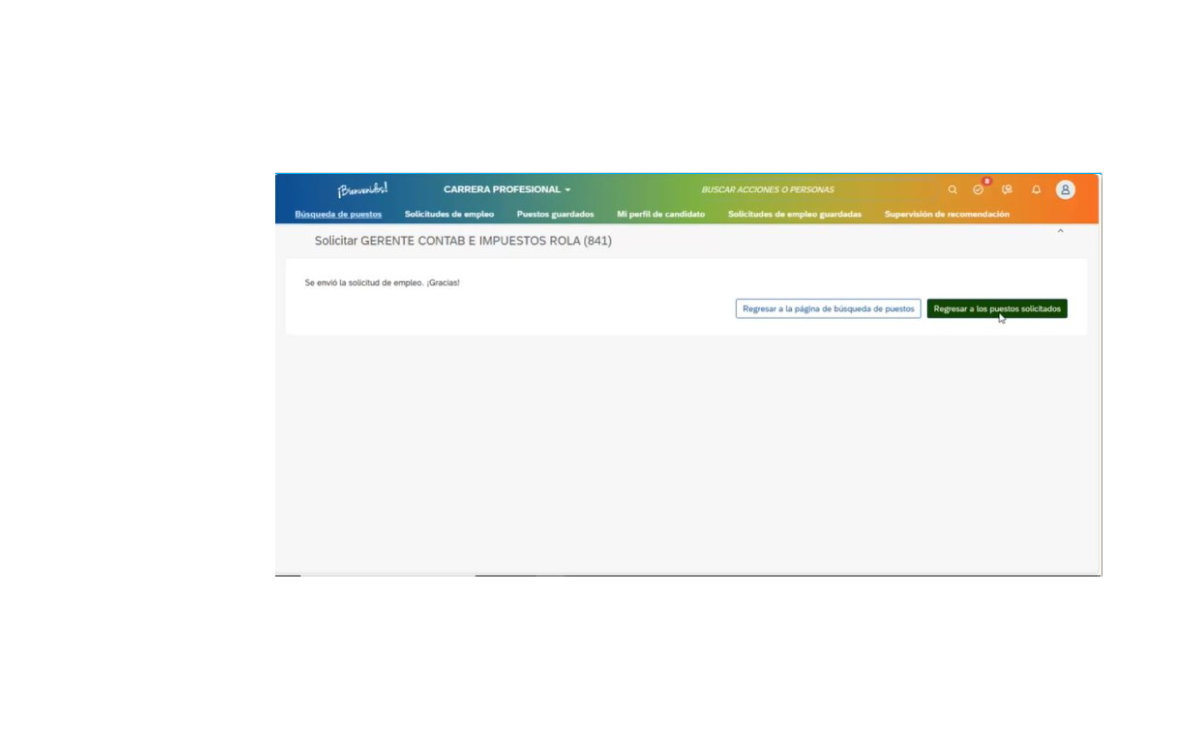 ¡Bienvenidos!
CARRERA PROFESIONAL
BUSCAR ACCIONES O PERSONAS
Búsqueda de puestos
Solicitudes de empleo
Puestos guardados
Mi perfil de candidato
Solicitudes de empleo guardadas
Supervisión de recomendación
Solicitar GERENTE CONTAB E IMPUESTOS ROLA (841)
Se envió la solicitud de empleo. ¡Gracias!
Regresar a la página de búsqueda de puestos
Regresar a los puestos solicitados